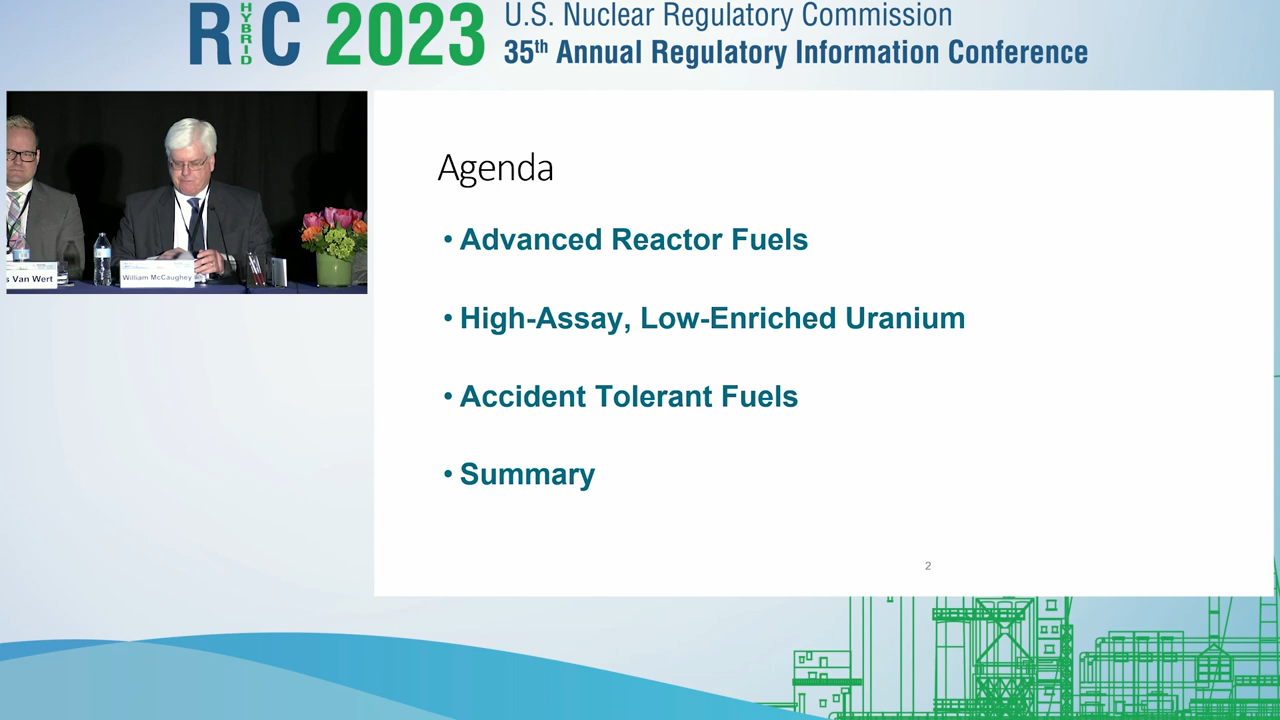 RIC 2023
HYBRID
U.S. Nuclear Regulatory Commission
35th Annual Regulatory Information Conference
s Van Wert
William McCaughey
Agenda
• Advanced Reactor Fuels
• High-Assay, Low-Enriched Uranium
• Accident Tolerant Fuels
• Summary
2